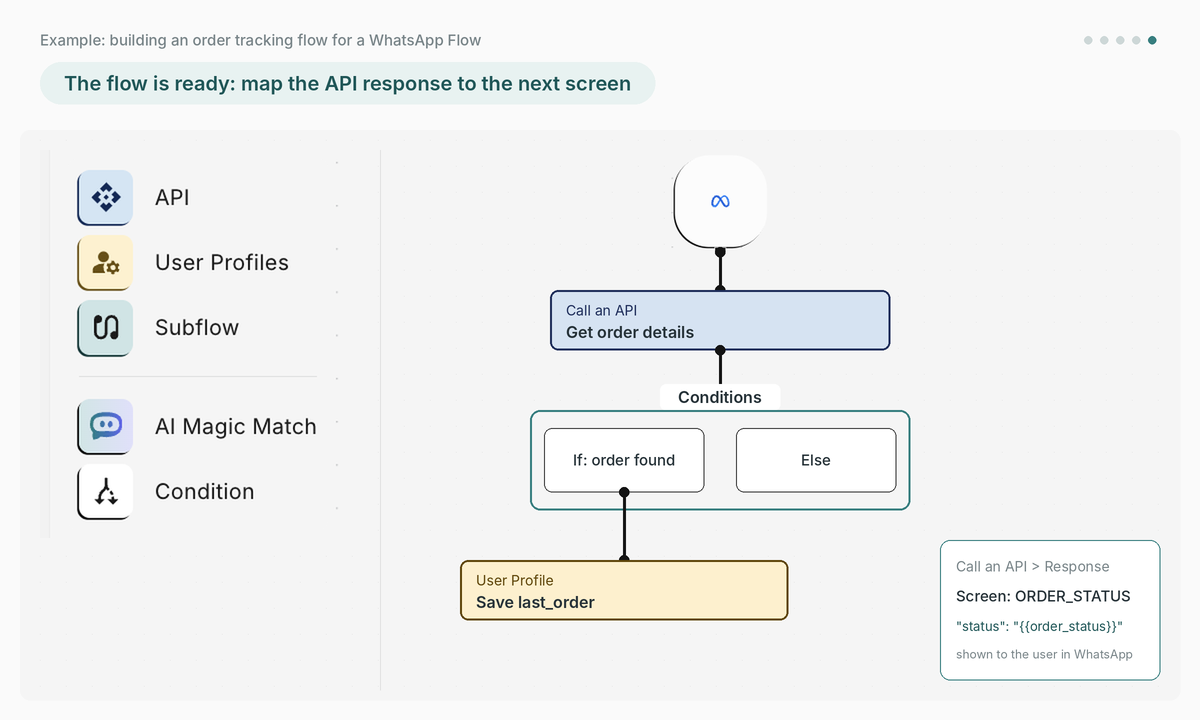 Example: building an order tracking flow for a WhatsApp Flow
The flow is ready: map the API response to the next screen
API
User Profiles
Subflow
AI Magic Match
Condition
Call an API
Get order details
Conditions
If: order found
Else
User Profile
Save last_order
Call an API > Response
Screen: ORDER_STATUS
"status": "{{order_status}}"
shown to the user in WhatsApp